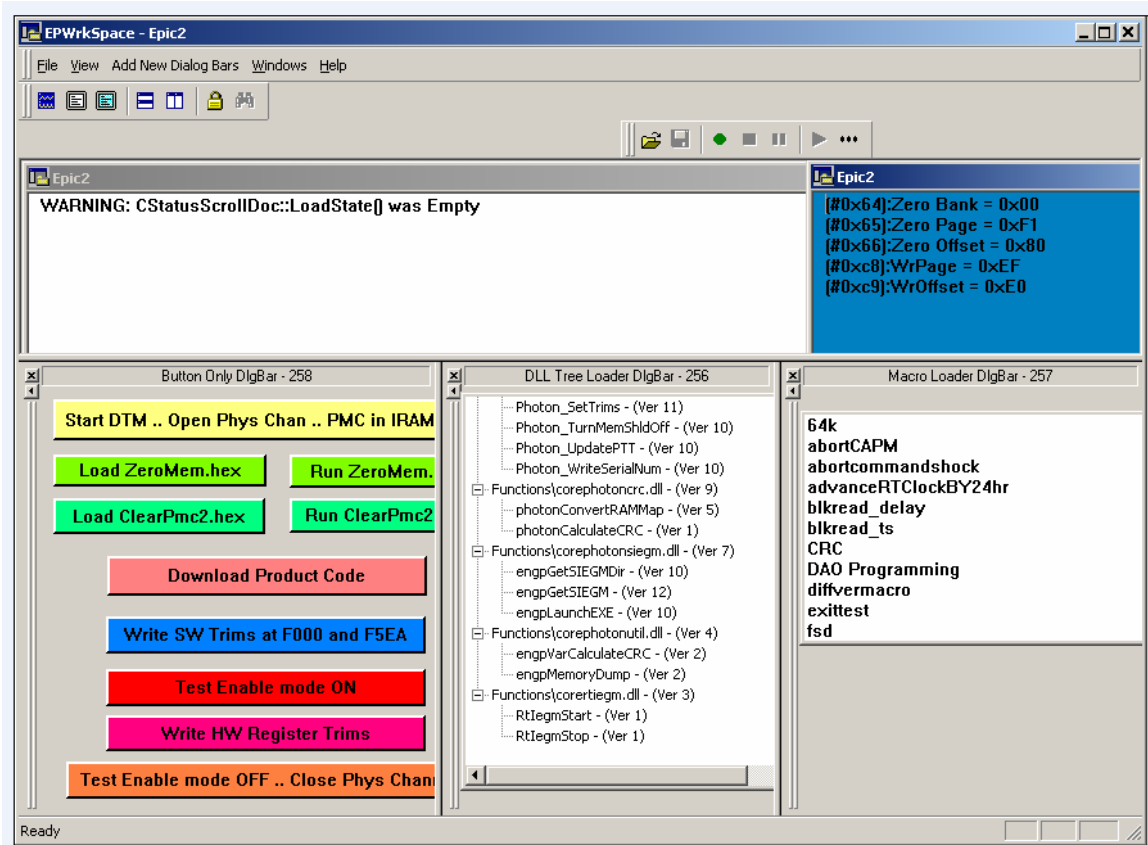 EPWrkSpace - Epic2
File View Add New Dialog Bars Windows Help
Epic2
WARNING: CStatusScrollDoc::LoadState() was Empty
Epic2
(#0x64):Zero Bank = 0x00
(#0x65):Zero Page = 0xF1
(#0x66):Zero Offset = 0x80
(#0xc8):WrPage = 0xEF
(#0xc9):WrOffset = 0xE0
Button Only DlgBar - 258
Start DTM .. Open Phys Chan .. PMC in IRAM
Load ZeroMem.hex
Run ZeroMem.
Load ClearPmc2.hex
Run ClearPmc2
Download Product Code
Write SW Trims at F000 and F5EA
Test Enable mode ON
Write HW Register Trims
Test Enable mode OFF .. Close Phys Chan
DLL Tree Loader DlgBar - 256
Photon_SetTrims - (Ver 11)
Photon_TurnMemShldOff - (Ver 10)
Photon_UpdatePTT - (Ver 10)
Photon_WriteSerialNum - (Ver 10)
Functions\corephotoncrc.dll - (Ver 9)
photonConvertRAMMap - (Ver 5)
photonCalculateCRC - (Ver 1)
Functions\corephotonsiegm.dll - (Ver 7)
engpGetSIEGMDir - (Ver 10)
engpGetSIEGM - (Ver 12)
engpLaunchEXE - (Ver 10)
Functions\corephotonutil.dll - (Ver 4)
engpVarCalculateCRC - (Ver 2)
engpMemoryDump - (Ver 2)
Functions\corertiegm.dll - (Ver 3)
RtIegmStart - (Ver 1)
RtIegmStop - (Ver 1)
Macro Loader DlgBar - 257
64k
abortCAPM
abortcommandshock
advanceRTClockBY24hr
blkread_delay
blkread_ts
CRC
DAO Programming
diffvermacro
exittest
fsd
Ready